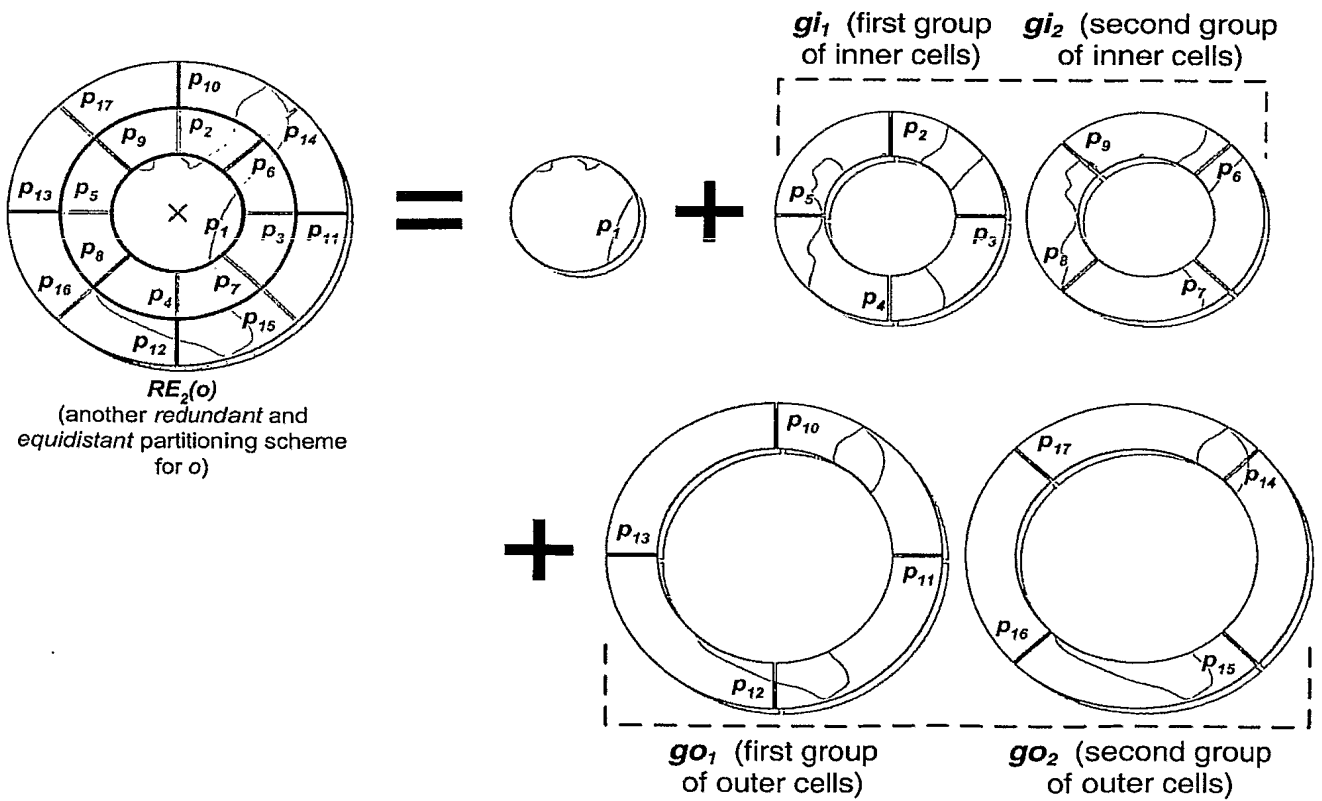 gi1 (first group
of inner cells)
gi2 (second group
of inner cells)
p10
p17
p2
p14
p9
p6
p13
p5
p1
p3
p11
p8
p7
p16
p4
p15
p12
RE2(o)
(another redundant and
equidistant partitioning scheme
for o)
=
p1
+
p2
p5
p3
p4
p9
p6
p8
p7
+
p10
p13
p11
p12
p17
p14
p16
p15
go1 (first group
of outer cells)
go2 (second group
of outer cells)